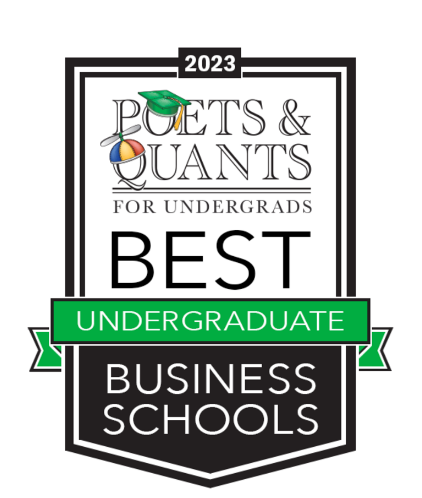 2023
POETS &
QUANTS
FOR UNDERGRADS
BEST
UNDERGRADUATE
BUSINESS
SCHOOLS